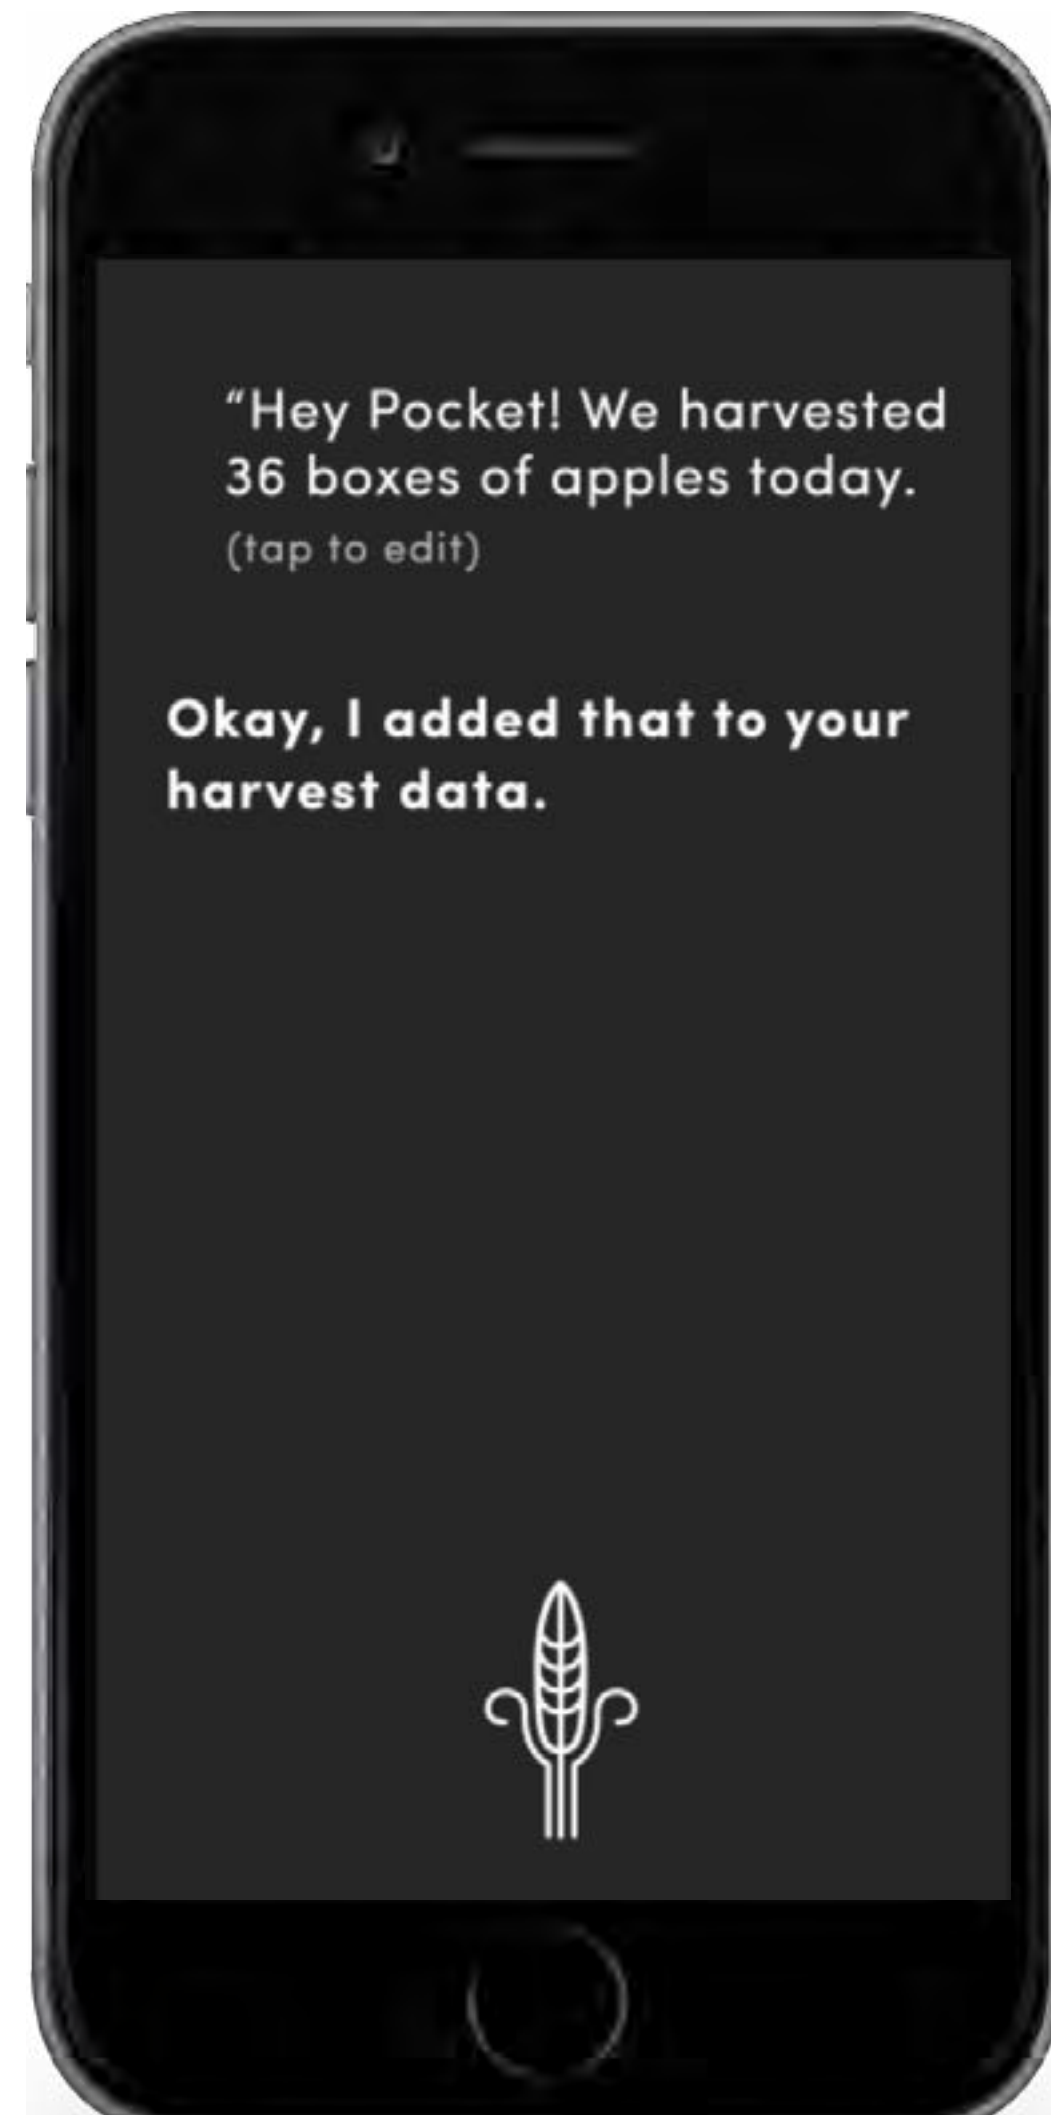 “Hey Pocket! We harvested
36 boxes of apples today.
(tap to edit)
Okay, I added that to your
harvest data.